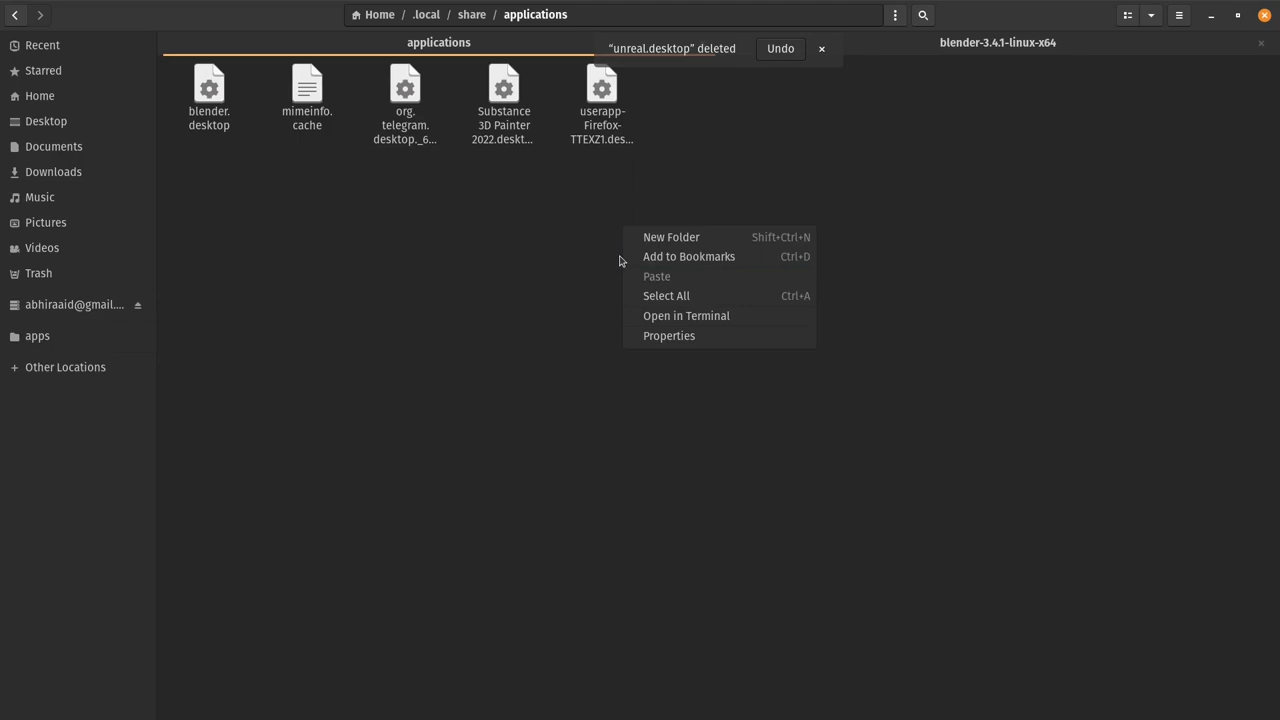 Home / .local / share / applications
applications
“unreal.desktop” deleted Undo
blender-3.4.1-linux-x64
Recent
Starred
Home
Desktop
Documents
Downloads
Music
Pictures
Videos
Trash
abhiraaid@gmail....
apps
Other Locations
blender.
desktop
mimeinfo.
cache
org.
telegram.
desktop._6...
Substance
3D Painter
2022.deskt...
userapp-
Firefox-
TTEXZ1.des...
New Folder Shift+Ctrl+N
Add to Bookmarks Ctrl+D
Paste
Select All Ctrl+A
Open in Terminal
Properties